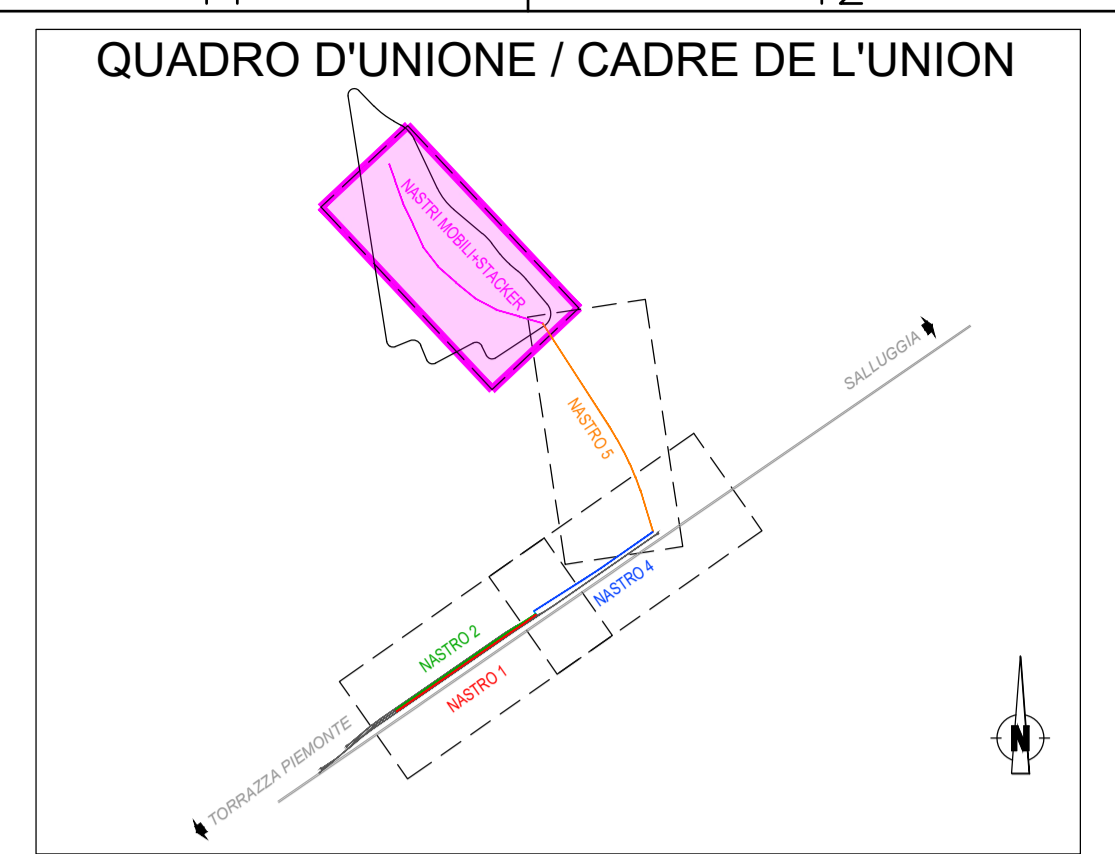 QUADRO D'UNIONE / CADRE DE L'UNION
NASTRI MOBILI+STACKER
SALLUGGIA
NASTRO 5
NASTRO 4
NASTRO 2
NASTRO 1
TORRAZZA PIEMONTE
N